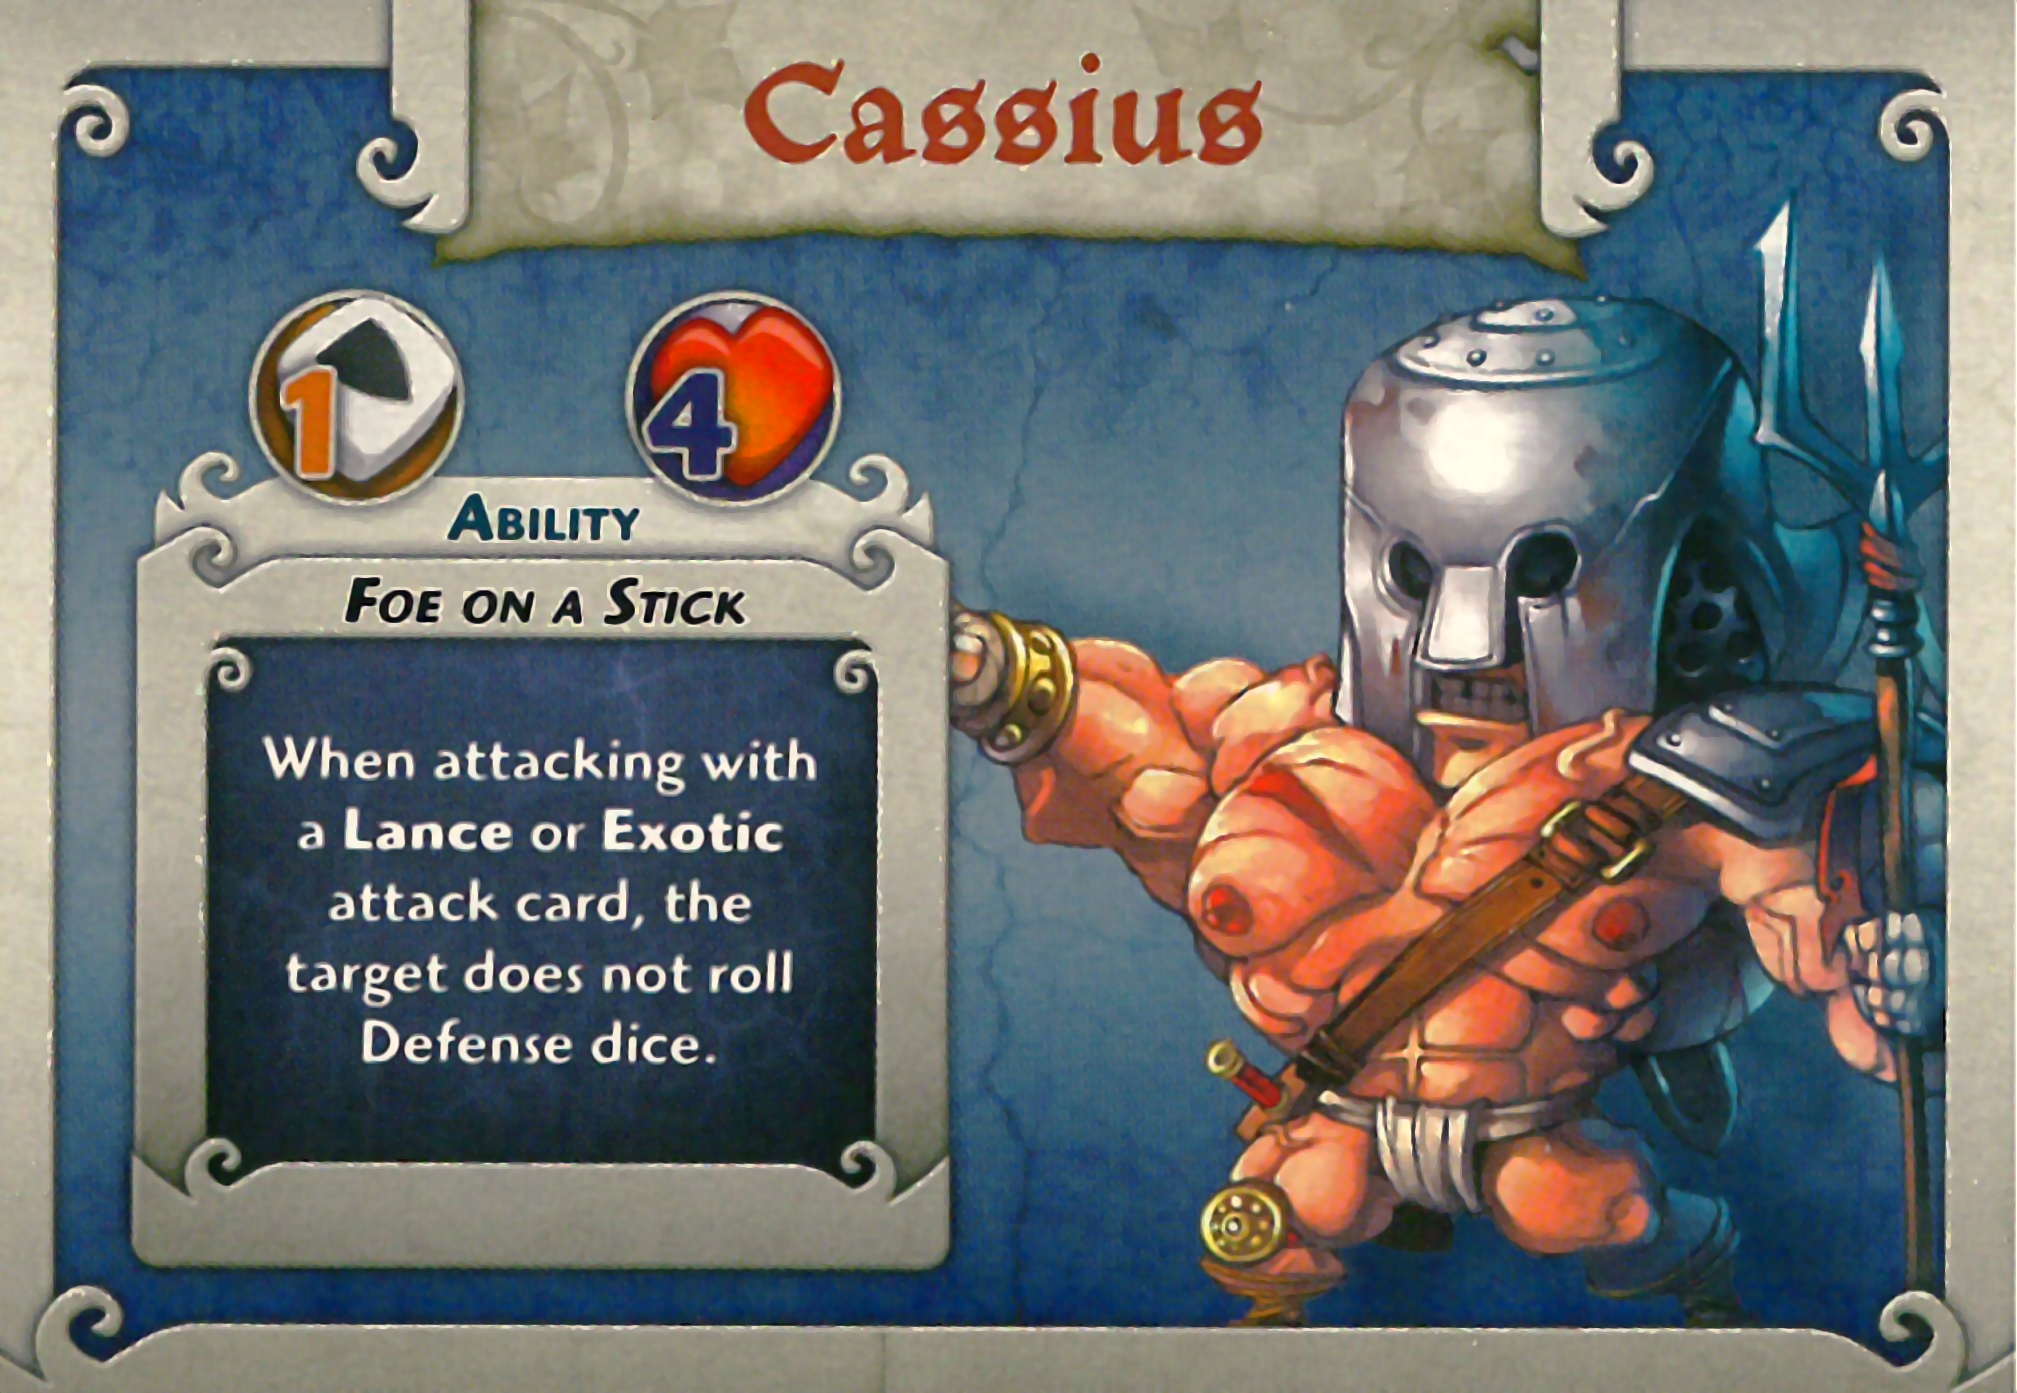 Cassius
1
4
ABILITY
FOE ON A STICK
When attacking with
a Lance or Exotic
attack card, the
target does not roll
Defense dice.